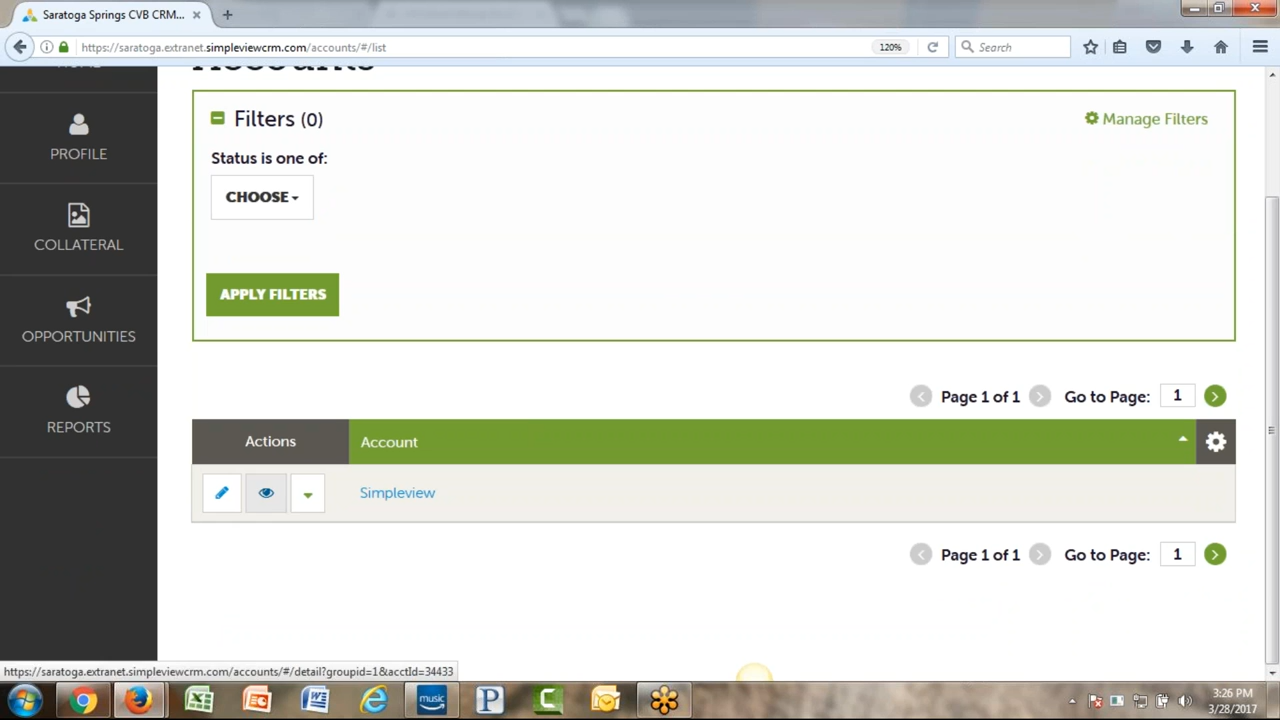 Saratoga Springs CVB CRM...
https://saratoga.extranet.simpleviewcrm.com/accounts/#/list
120%
Search
Accounts
Filters (0)
Manage Filters
Status is one of:
CHOOSE
APPLY FILTERS
PROFILE
COLLATERAL
OPPORTUNITIES
REPORTS
Page 1 of 1 Go to Page: 1
Actions Account
Simpleview
Page 1 of 1 Go to Page: 1
https://saratoga.extranet.simpleviewcrm.com/accounts/#/detail?groupid=1&acctId=34433
music
3:26 PM
3/28/2017